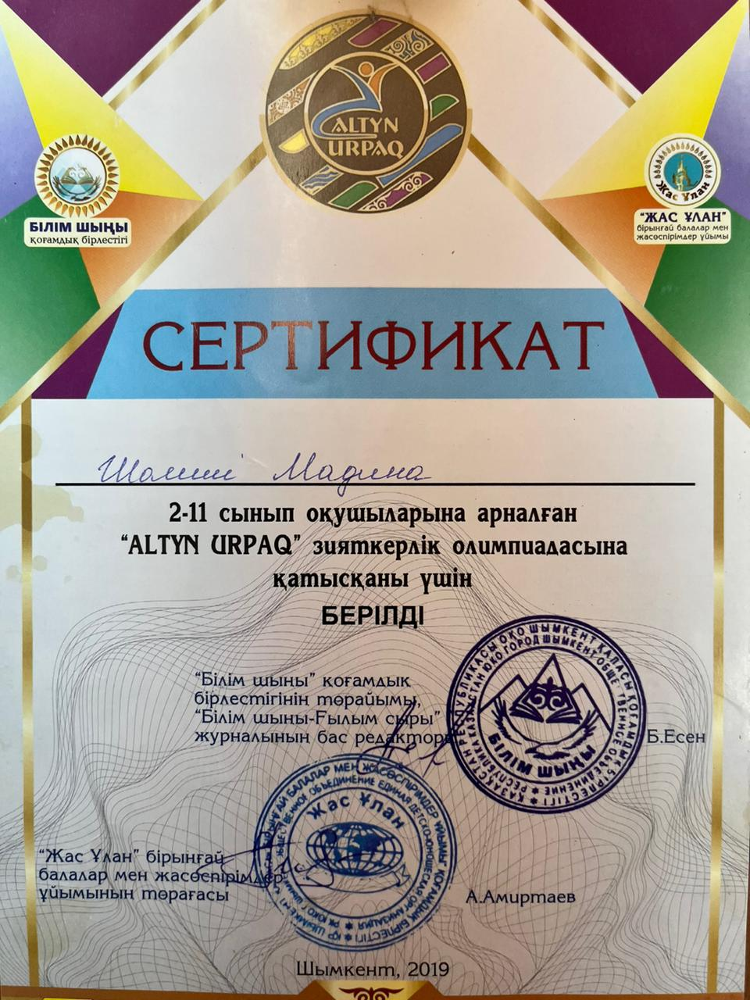 ALTYN
URPAQ
БІЛІМ ШЫҢЫ
қоғамдық бірлестігі
Жас Ұлан
“ЖАС ҰЛАН”
бірыңғай балалар мен
жасөспірімдер ұйымы
СЕРТИФИКАТ
Мадина
2-11 сынып оқушыларына арналған
“ALTYN URPAQ” зияткерлік олимпиадасына
қатысқаны үшін
БЕРІЛДІ
“Білім шыңы” қоғамдық
бірлестігінің төрайымы,
“Білім шыңы-Ғылым сыры”
журналының бас редакторы
Б.Есен
БІЛІМ ШЫҢЫ
Жас Ұлан
“Жас Ұлан” бірыңғай
балалар мен жасөспірімдер
ұйымының төрағасы
А.Амиртаев
Шымкент, 2019